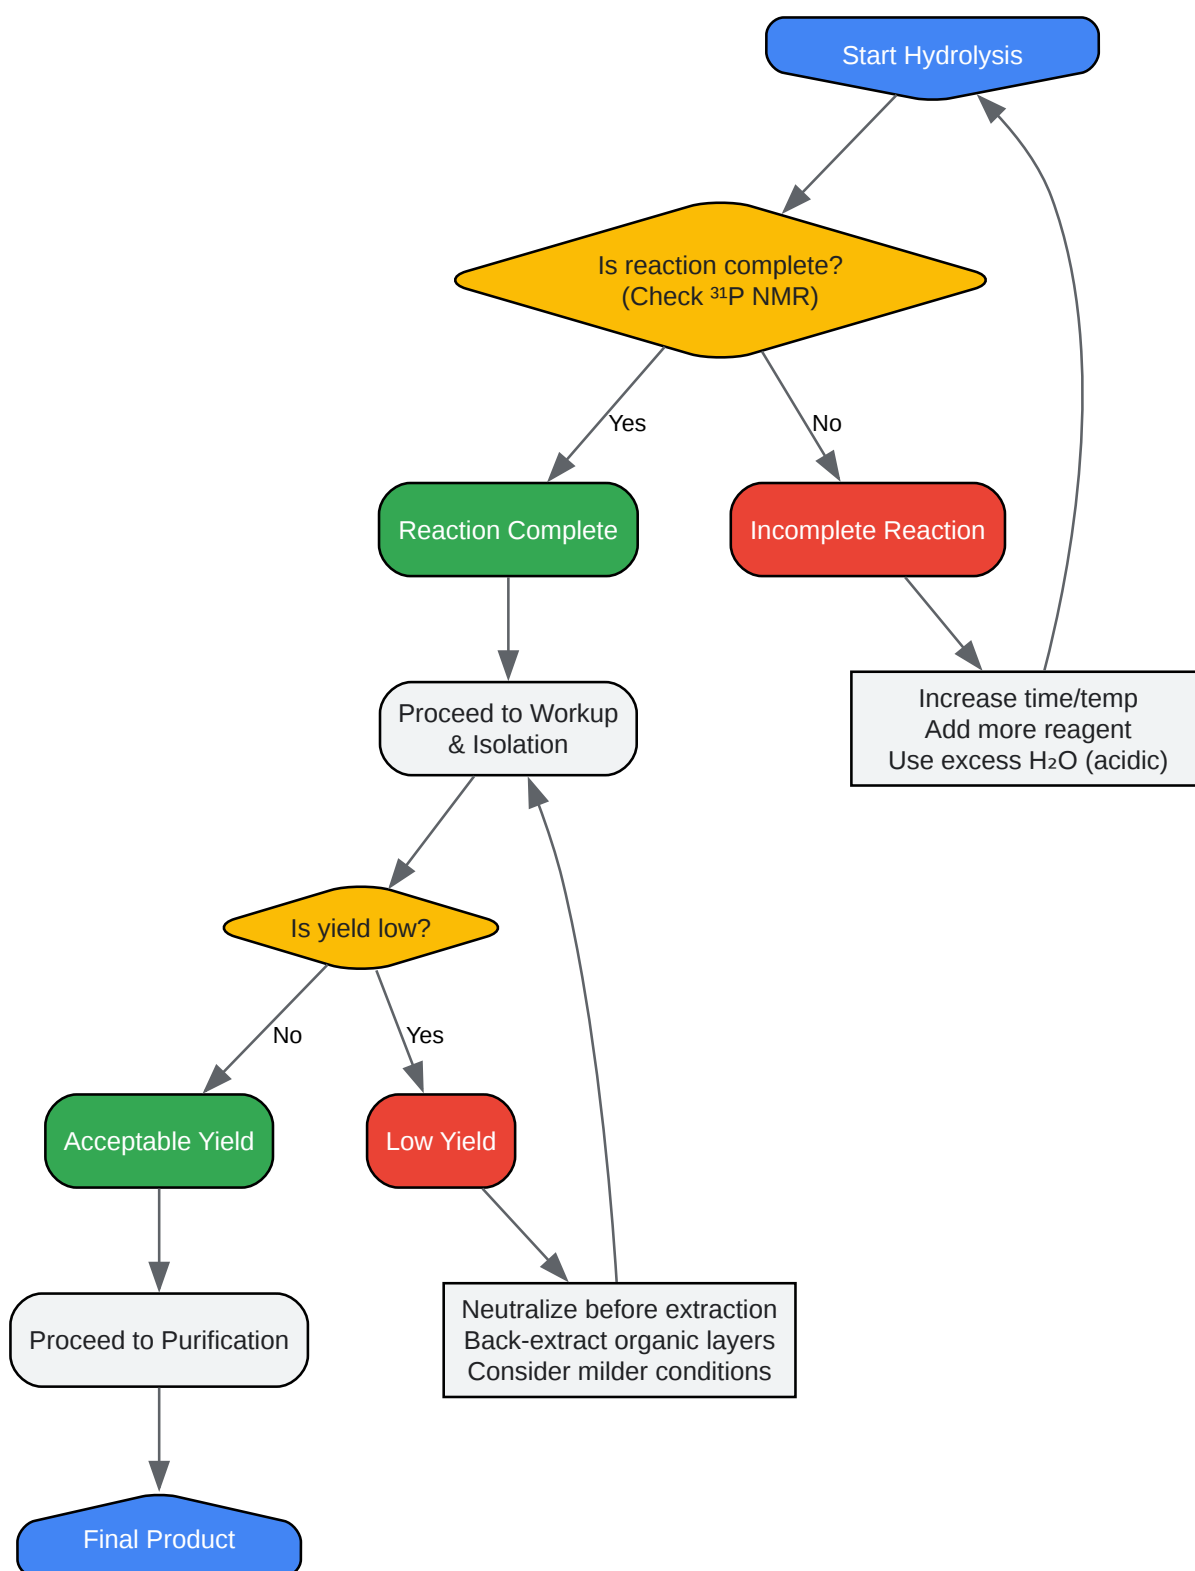 Start Hydrolysis
Is reaction complete?
(Check ³¹P NMR)
Yes
No
Reaction Complete
Incomplete Reaction
Proceed to Workup
& Isolation
Increase time/temp
Add more reagent
Use excess H₂O (acidic)
Is yield low?
No
Yes
Acceptable Yield
Low Yield
Proceed to Purification
Neutralize before extraction
Back-extract organic layers
Consider milder conditions
Final Product